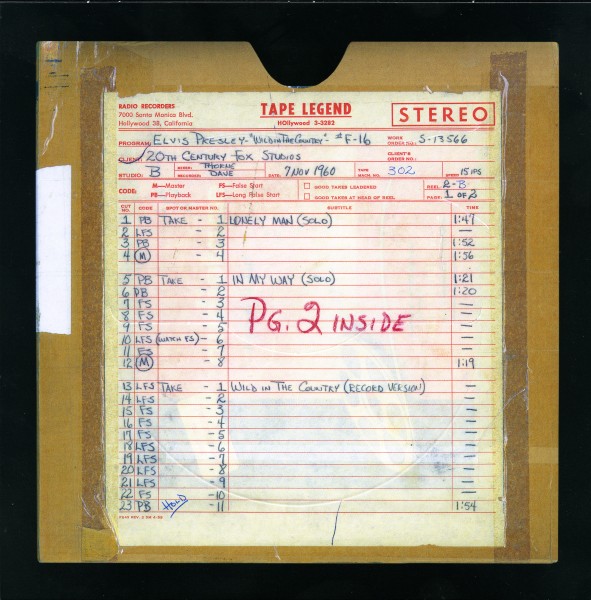 RADIO RECORDERS
7000 Santa Monica Blvd.
Hollywood 38, California
TAPE LEGEND
HOllywood 3-3282
STEREO
PROGRAM: ELVIS PRESLEY-"WILD IN THE COUNTRY"- #F-16 WORK ORDER NO.: S-13566
CLIENT: 20TH CENTURY FOX STUDIOS CLIENT'S ORDER NO.:
STUDIO: B MIXER: THORNE RECORDER: DAVE DATE: 7 NOV 1960 TAPE MACH. NO. 302 SPEED 15 IPS
CODE: M—Master FS—False Start GOOD TAKES LEADERED REEL 2-B
PB—Playback LFS—Long False Start GOOD TAKES AT HEAD OF REEL PAGE: 1 OF 2
CUT NO. CODE SPOT OR MASTER NO. SUBTITLE TIME
1 PB TAKE - 1 LONELY MAN (SOLO) 1:47
2 LFS - 2 —
3 PB - 3 1:52
4 M - 4 1:56
5 PB TAKE - 1 IN MY WAY (SOLO) 1:21
6 PB - 2 1:20
7 FS - 3 —
8 FS - 4 —
PG. 2 INSIDE
9 FS - 5 —
10 LFS (WATCH FS) - 6 —
11 FS - 7 —
12 M - 8 1:19
13 LFS TAKE - 1 WILD IN THE COUNTRY (RECORD VERSION) —
14 LFS - 2 —
15 FS - 3 —
16 FS - 4 —
17 FS - 5 —
18 LFS - 6 —
19 LFS - 7 —
20 LFS - 8 —
21 LFS - 9 —
22 FS - 10 —
23 PB HOLD - 11 1:54